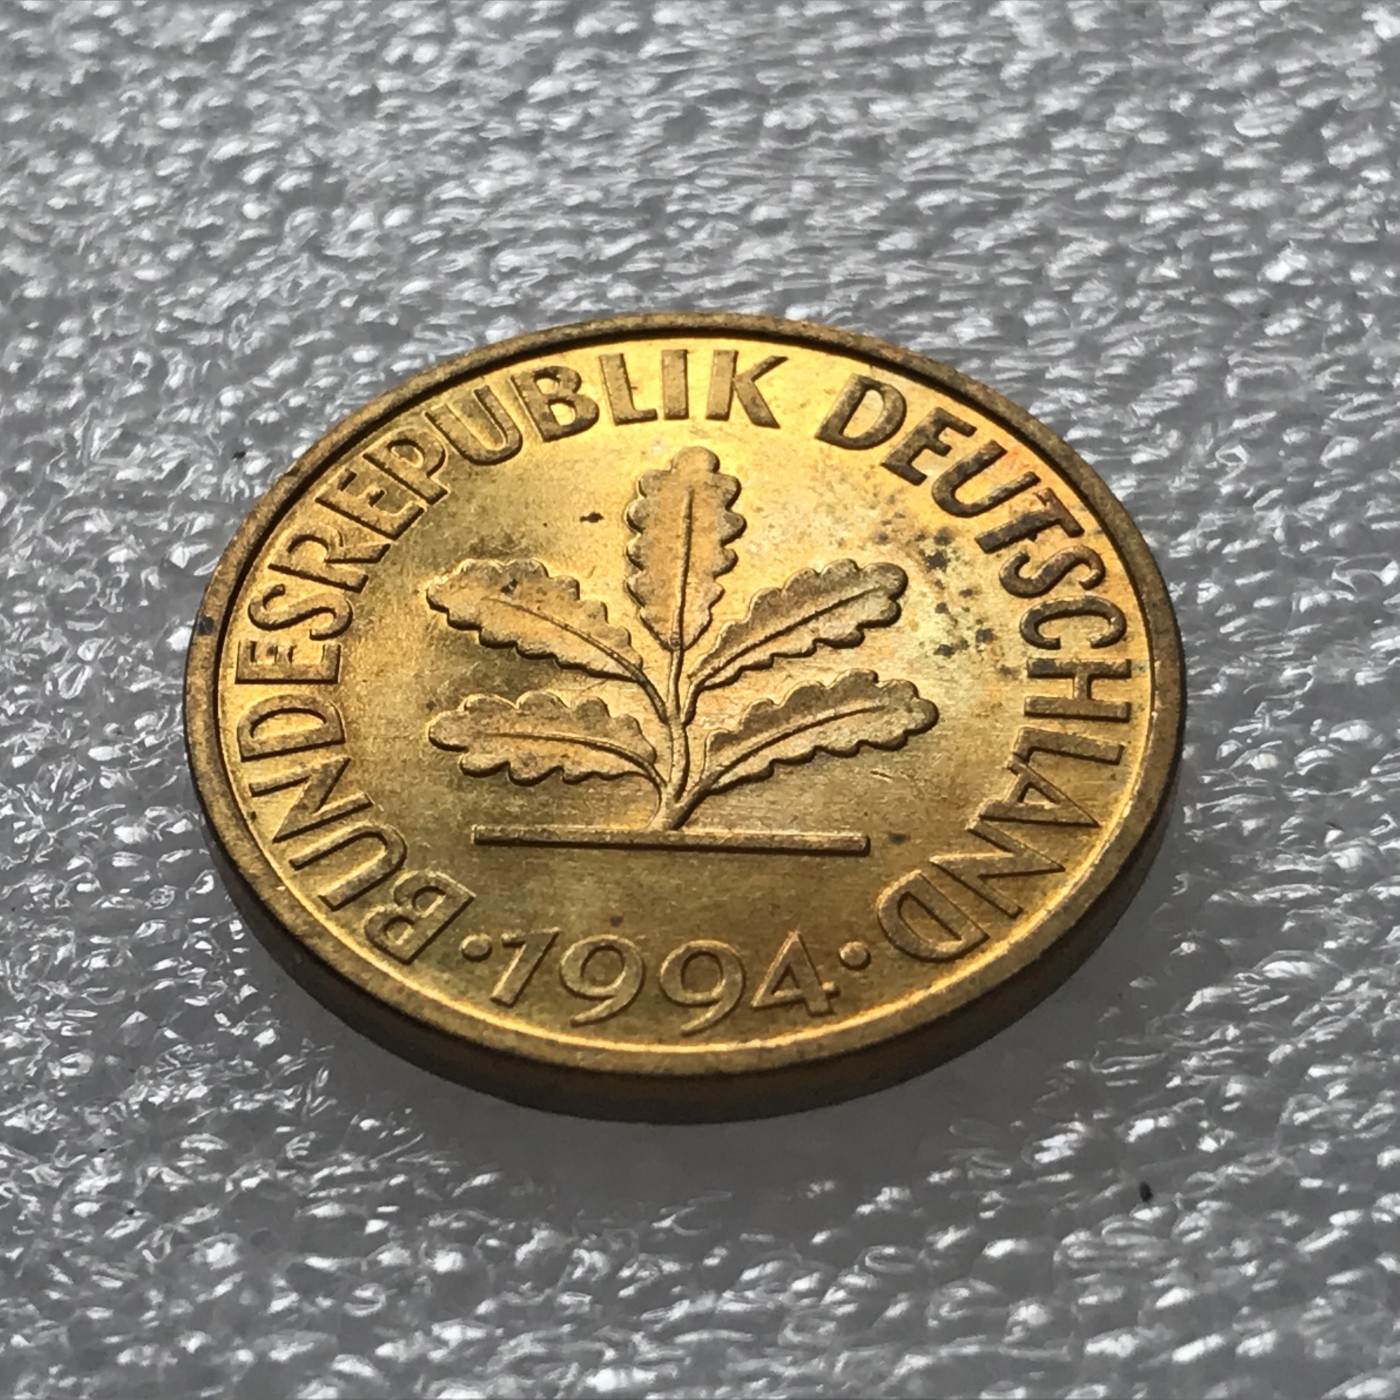 BUNDESREPUBLIK DEUTSCHLAND
·1994·